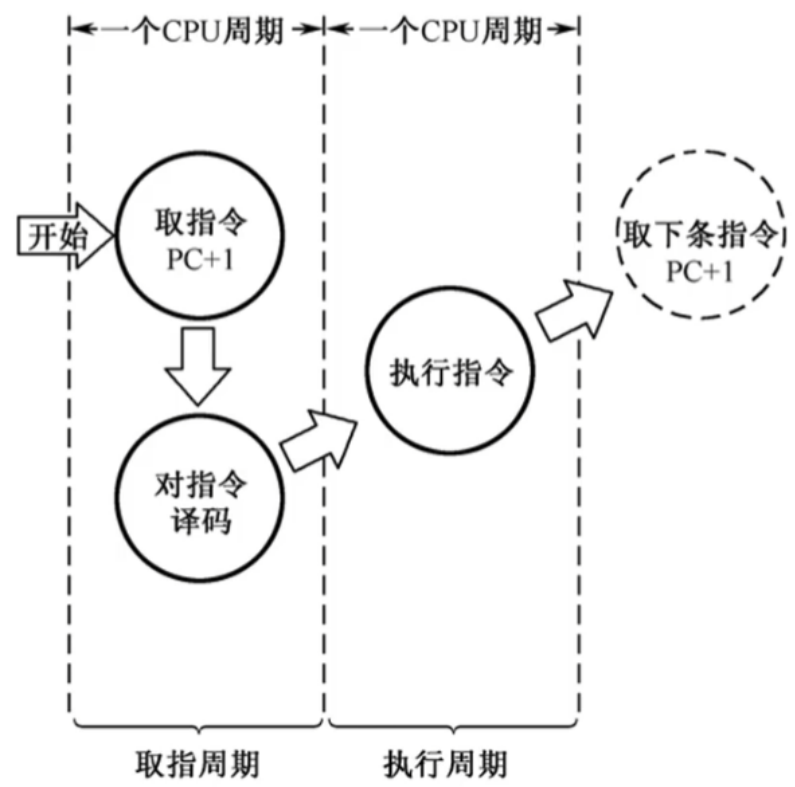 一个CPU周期
一个CPU周期
开始
取指令
PC+1
取下条指令
PC+1
执行指令
对指令
译码
取指周期
执行周期